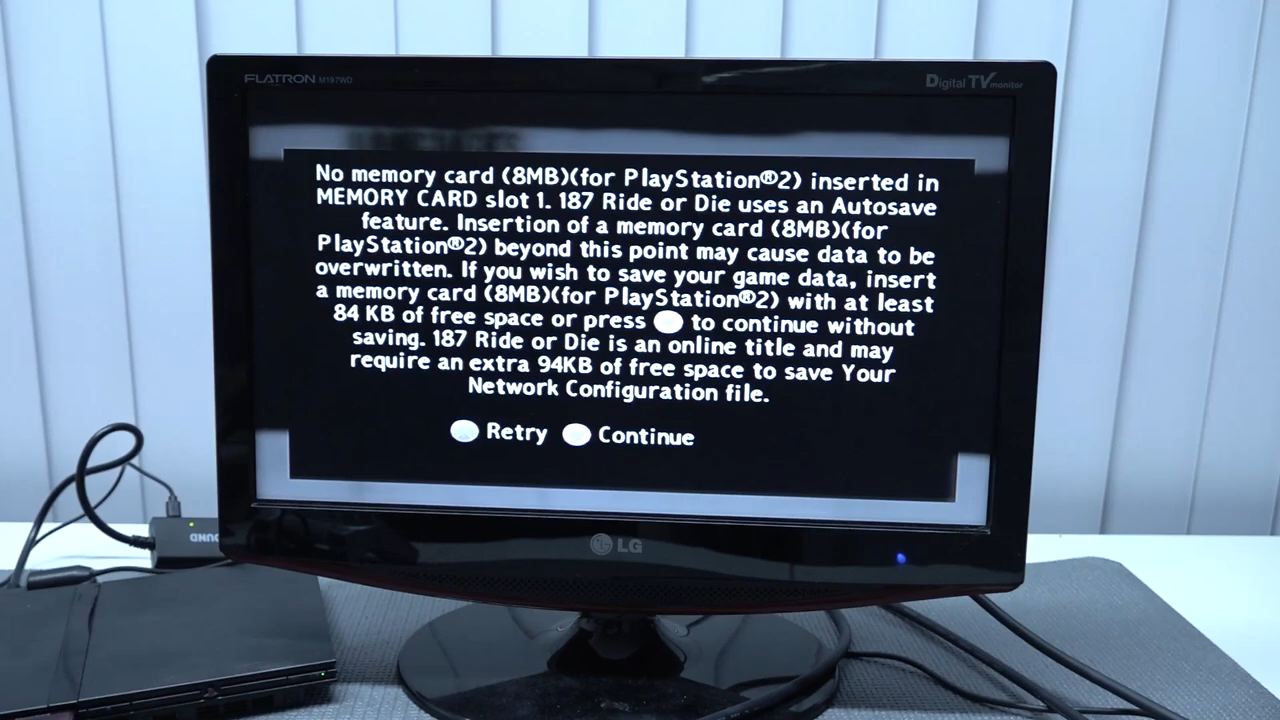 FLATRON M197WD
Digital TV monitor
No memory card (8MB)(for PlayStation®2) inserted in
MEMORY CARD slot 1. 187 Ride or Die uses an Autosave
feature. Insertion of a memory card (8MB)(for
PlayStation®2) beyond this point may cause data to be
overwritten. If you wish to save your game data, insert
a memory card (8MB)(for PlayStation®2) with at least
84 KB of free space or press to continue without
saving. 187 Ride or Die is an online title and may
require an extra 94KB of free space to save Your
Network Configuration file.
Retry Continue
LG